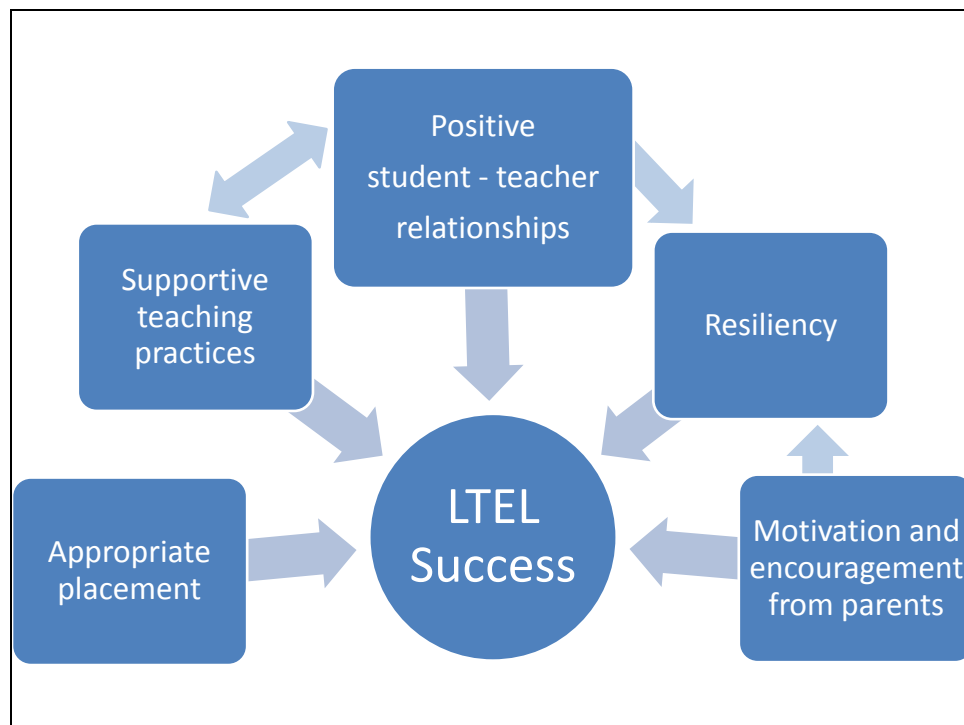 Positive
student - teacher
relationships
Supportive
teaching
practices
Resiliency
LTEL
Success
Appropriate
placement
Motivation and
encouragement
from parents